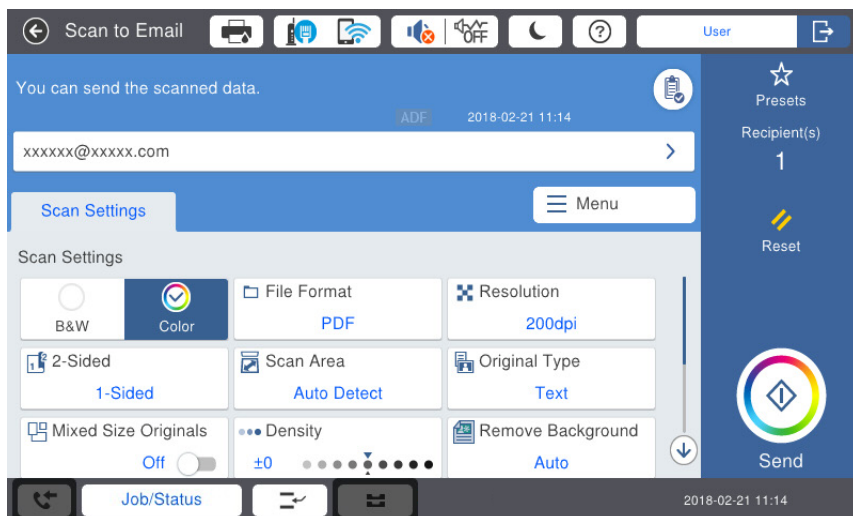 Scan to Email
OFF
?
User
You can send the scanned data.
ADF
2018-02-21 11:14
xxxxxx@xxxxx.com
Presets
Recipient(s)
1
Scan Settings
Menu
Reset
Scan Settings
B&W
Color
File Format
PDF
Resolution
200dpi
1 2
2-Sided
1-Sided
Scan Area
Auto Detect
Original Type
Text
Mixed Size Originals
Off
Density
±0
Remove Background
Auto
Send
Job/Status
2018-02-21 11:14